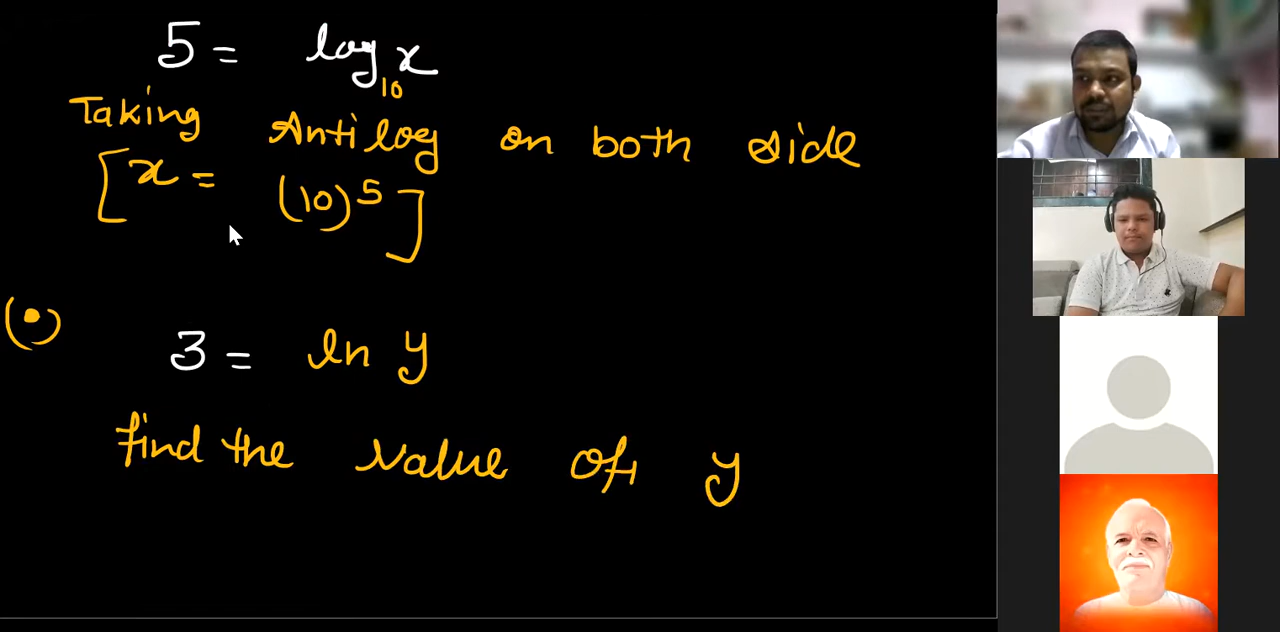 5 = log₁₀ x
Taking Antilog on both side
[x = (10)⁵]
(•) 3 = ln y
find the value of y